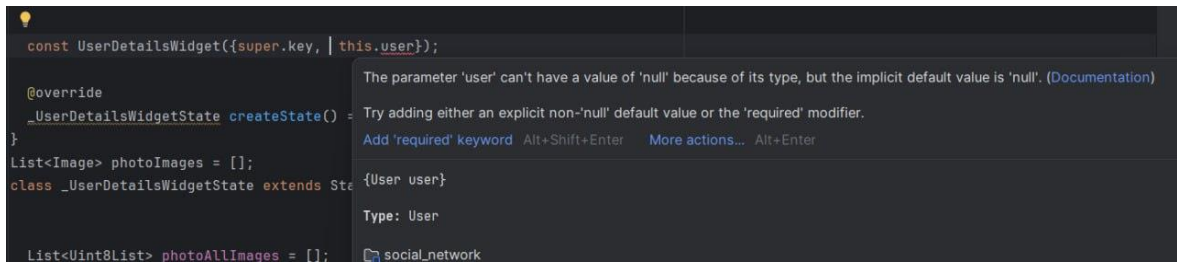 const UserDetailsWidget({super.key, this.user});
The parameter 'user' can't have a value of 'null' because of its type, but the implicit default value is 'null'. (Documentation)
@override
Try adding either an explicit non-'null' default value or the 'required' modifier.
_UserDetailsWidgetState createState() =
Add 'required' keyword Alt+Shift+Enter More actions... Alt+Enter
}
List<Image> photoImages = [];
{User user}
class _UserDetailsWidgetState extends Sta
Type: User
List<Uint8List> photoAllImages = [];
social_network